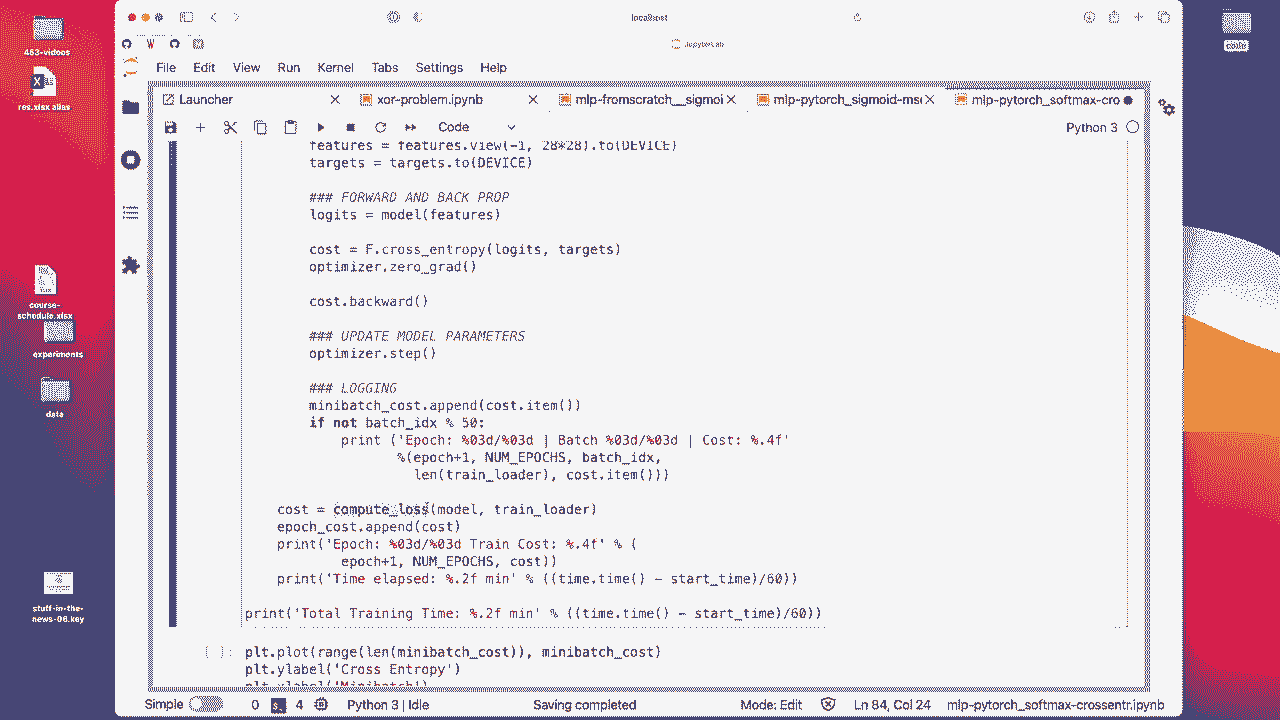 463-videos
res.xlsx alias
course-
schedule.xlsx
experiments
data
stuff-in-the-
news-06.key
code
localhost
JupyterLab
File Edit View Run Kernel Tabs Settings Help
Launcher
xor-problem.ipynb
mlp-fromscratch__sigmoi
mlp-pytorch_sigmoid-mse
mlp-pytorch_softmax-cro
Code
Python 3
features = features.view(-1, 28*28).to(DEVICE)
targets = targets.to(DEVICE)
### FORWARD AND BACK PROP
logits = model(features)
cost = F.cross_entropy(logits, targets)
optimizer.zero_grad()
cost.backward()
### UPDATE MODEL PARAMETERS
optimizer.step()
### LOGGING
minibatch_cost.append(cost.item())
if not batch_idx % 50:
print ('Epoch: %03d/%03d | Batch %03d/%03d | Cost: %.4f'
%(epoch+1, NUM_EPOCHS, batch_idx,
len(train_loader), cost.item()))
cost = compute_loss(model, train_loader)
epoch_cost.append(cost)
print('Epoch: %03d/%03d Train Cost: %.4f' % (
epoch+1, NUM_EPOCHS, cost))
print('Time elapsed: %.2f min' % ((time.time() - start_time)/60))
print('Total Training Time: %.2f min' % ((time.time() - start_time)/60))
[ ]: plt.plot(range(len(minibatch_cost)), minibatch_cost)
plt.ylabel('Cross Entropy')
Simple 0 $_ 4 Python 3 | Idle Saving completed Mode: Edit Ln 84, Col 24 mlp-pytorch_softmax-crossentr.ipynb